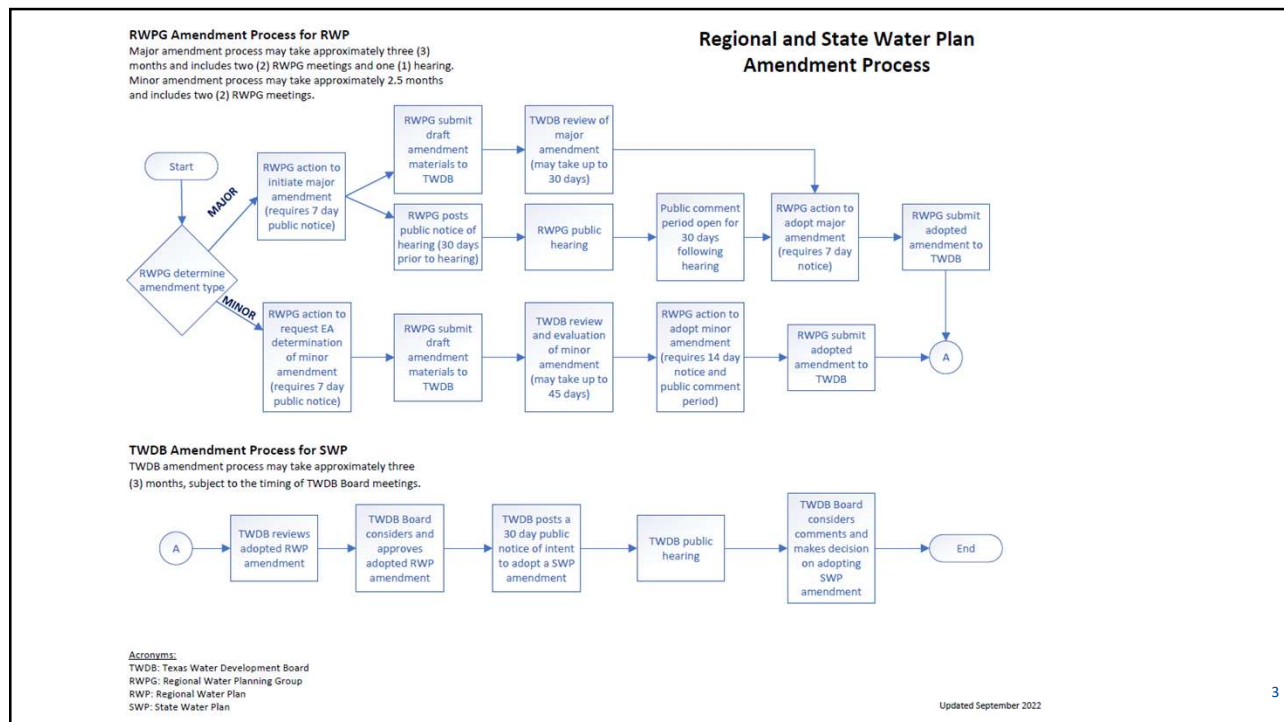 RWPG Amendment Process for RWP
Major amendment process may take approximately three (3)
months and includes two (2) RWPG meetings and one (1) hearing.
Minor amendment process may take approximately 2.5 months
and includes two (2) RWPG meetings.
Regional and State Water Plan
Amendment Process
Start
RWPG determine
amendment type
MAJOR
RWPG action to
initiate major
amendment
(requires 7 day
public notice)
RWPG submit
draft
amendment
materials to
TWDB
TWDB review of
major
amendment
(may take up to
30 days)
RWPG posts
public notice of
hearing (30 days
prior to hearing)
RWPG public
hearing
Public comment
period open for
30 days
following
hearing
RWPG action to
adopt major
amendment
(requires 7 day
notice)
RWPG submit
adopted
amendment to
TWDB
MINOR
RWPG action to
request EA
determination
of minor
amendment
(requires 7 day
public notice)
RWPG submit
draft
amendment
materials to
TWDB
TWDB review
and evaluation
of minor
amendment
(may take up to
45 days)
RWPG action to
adopt minor
amendment
(requires 14 day
notice and
public comment
period)
RWPG submit
adopted
amendment to
TWDB
A
TWDB Amendment Process for SWP
TWDB amendment process may take approximately three
(3) months, subject to the timing of TWDB Board meetings.
A
TWDB reviews
adopted RWP
amendment
TWDB Board
considers and
approves
adopted RWP
amendment
TWDB posts a
30 day public
notice of intent
to adopt a SWP
amendment
TWDB public
hearing
TWDB Board
considers
comments and
makes decision
on adopting
SWP
amendment
End
Acronyms:
TWDB: Texas Water Development Board
RWPG: Regional Water Planning Group
RWP: Regional Water Plan
SWP: State Water Plan
Updated September 2022
3